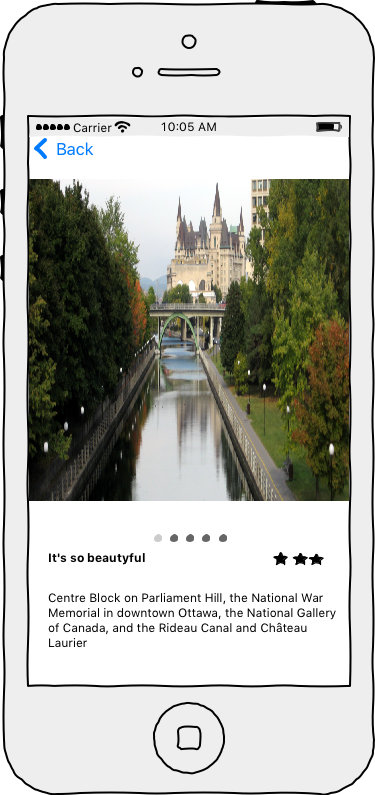 Carrier 10:05 AM
Back
It's so beautyful
Centre Block on Parliament Hill, the National War
Memorial in downtown Ottawa, the National Gallery
of Canada, and the Rideau Canal and Château
Laurier